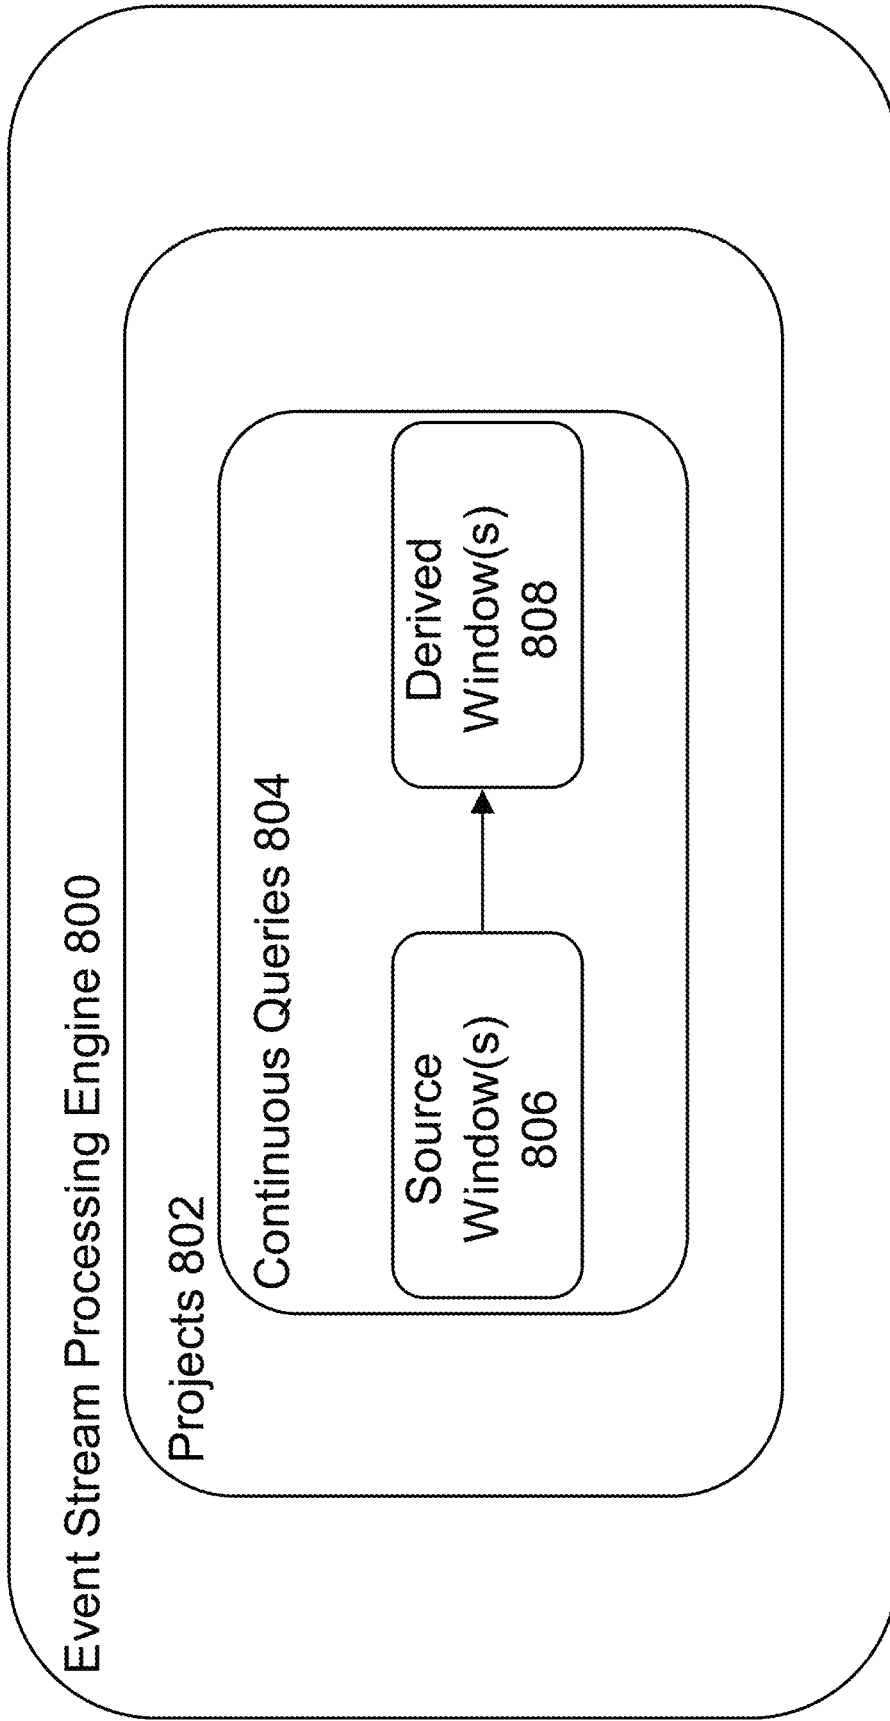 Event Stream Processing Engine 800
Projects 802
Continuous Queries 804
Source
Window(s)
806
Derived
Window(s)
808